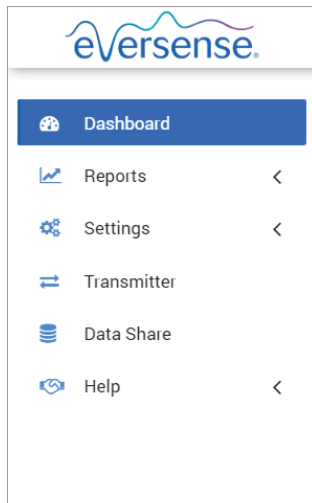 eversense®
Dashboard
Reports
Settings
Transmitter
Data Share
Help